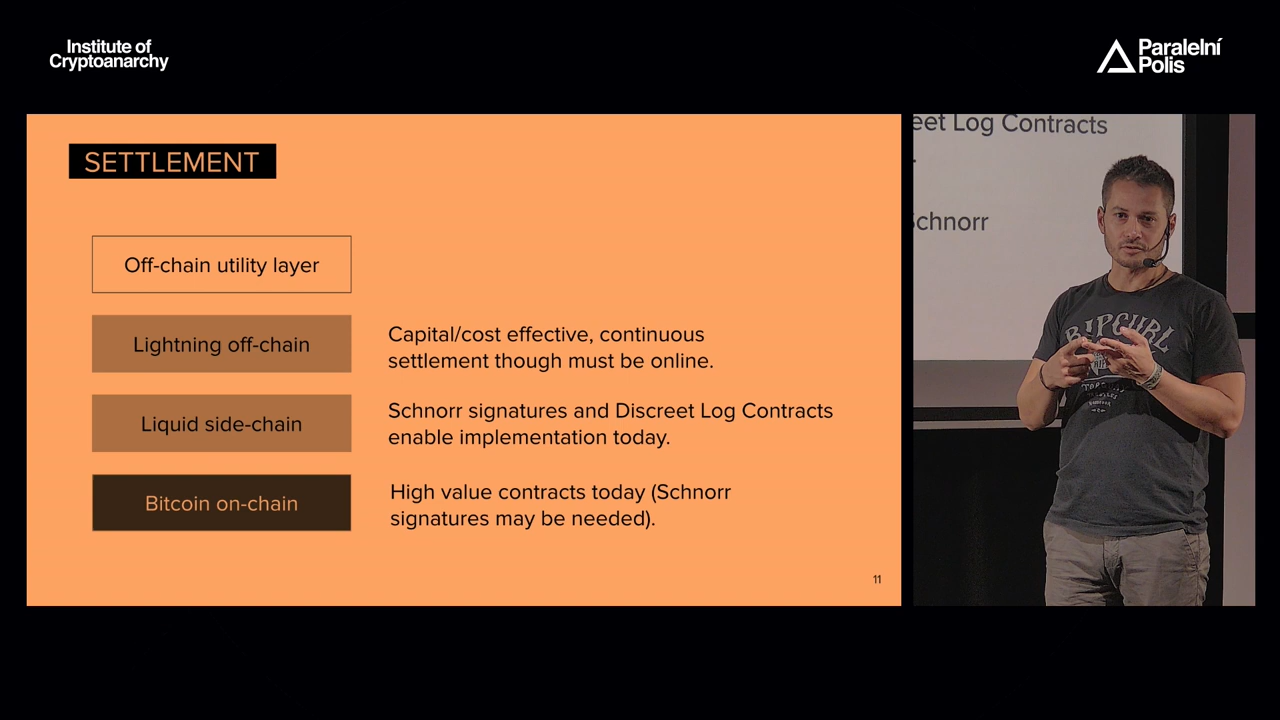 Institute of
Cryptoanarchy
Paralelní
Polis
SETTLEMENT
Off-chain utility layer
Lightning off-chain
Capital/cost effective, continuous
settlement though must be online.
Liquid side-chain
Schnorr signatures and Discreet Log Contracts
enable implementation today.
Bitcoin on-chain
High value contracts today (Schnorr
signatures may be needed).
11
eet Log Contracts
Schnorr
RIPCURL